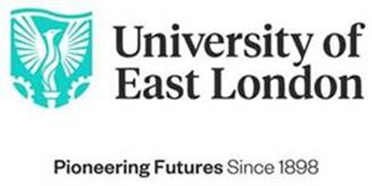 University of
East London
Pioneering Futures Since 1898